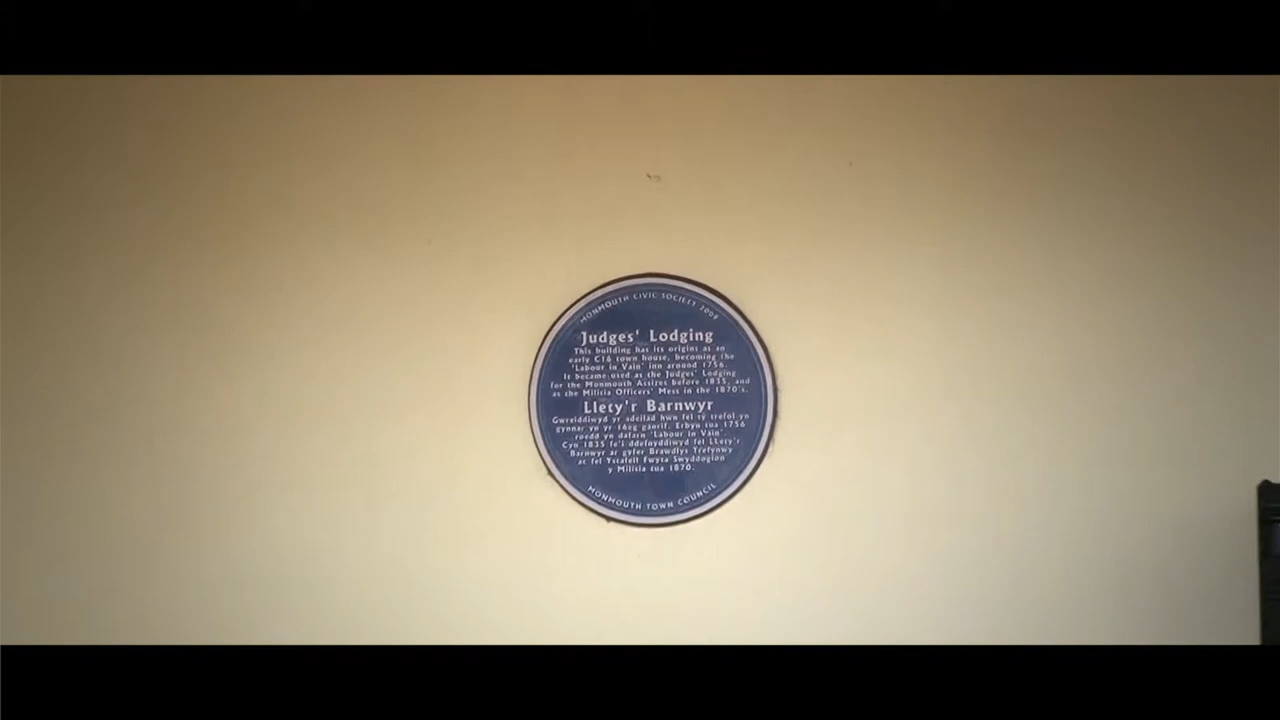 MONMOUTH CIVIC SOCIETY 2009
Judges' Lodging
This building has its origins as an
early C16 town house, becoming the
'Labour in Vain' inn around 1756.
It became used as the Judges' Lodging
for the Monmouth Assizes before 1835, and
as the Militia Officers' Mess in the 1870's.
Llety'r Barnwyr
Gwreiddiwyd yr adeilad hwn fel tŷ trefol yn
gynnar yn yr 16eg ganrif. Erbyn tua 1756
roedd yn dafarn 'Labour in Vain'.
Cyn 1835 fe'i ddefnyddiwyd fel LLety'r
Barnwyr ar gyfer Brawdlys Trefynwy
ac fel Ystafell Fwyta Swyddogion
y Militia tua 1870.
MONMOUTH TOWN COUNCIL